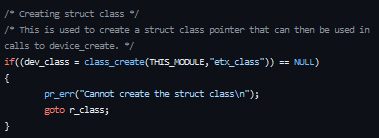 /* Creating struct class */
/* This is used to create a struct class pointer that can then be used in
calls to device_create. */
if((dev_class = class_create(THIS_MODULE,"etx_class")) == NULL)
{
pr_err("Cannot create the struct class\n");
goto r_class;
}